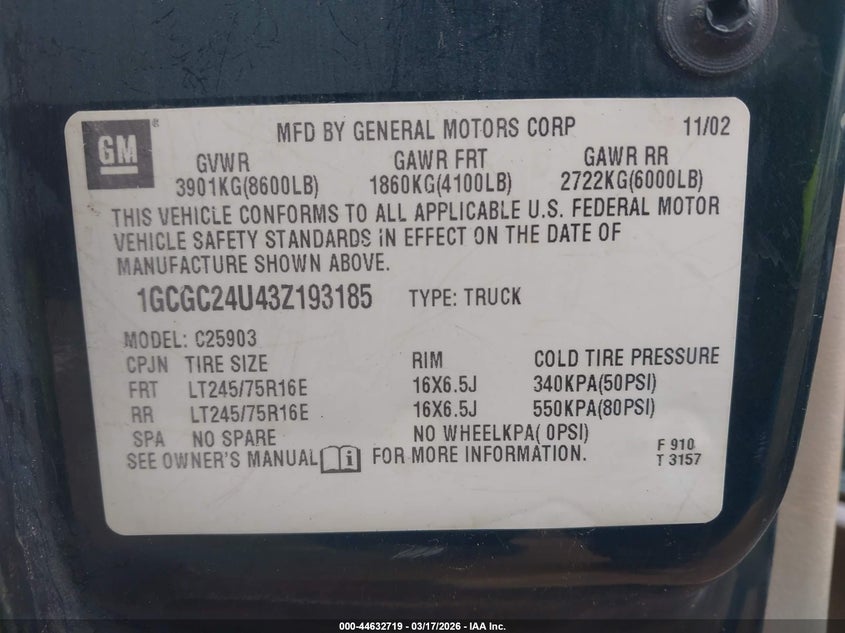 GM ®
MFD BY GENERAL MOTORS CORP 11/02
GVWR GAWR FRT GAWR RR
3901KG(8600LB) 1860KG(4100LB) 2722KG(6000LB)
THIS VEHICLE CONFORMS TO ALL APPLICABLE U.S. FEDERAL MOTOR
VEHICLE SAFETY STANDARDS IN EFFECT ON THE DATE OF
MANUFACTURE SHOWN ABOVE.
1GCGC24U43Z193185 TYPE: TRUCK
MODEL: C25903
CPJN TIRE SIZE RIM COLD TIRE PRESSURE
FRT LT245/75R16E 16X6.5J 340KPA(50PSI)
RR LT245/75R16E 16X6.5J 550KPA(80PSI)
SPA NO SPARE NO WHEELKPA( 0PSI)
SEE OWNER'S MANUAL i FOR MORE INFORMATION.
F 910
T 3157
000-44632719 — 03/17/2026 — IAA Inc.